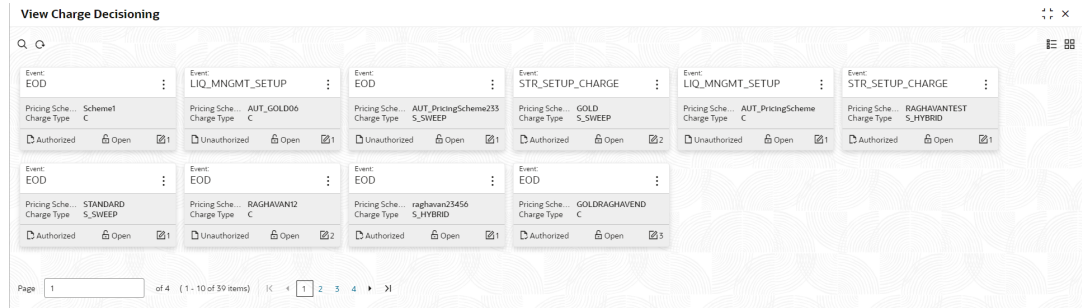 View Charge Decisioning
Event: Event: Event: Event: Event: Event:
EOD LIQ_MNGMT_SETUP EOD STR_SETUP_CHARGE LIQ_MNGMT_SETUP STR_SETUP_CHARGE
Pricing Sche... Scheme1 Pricing Sche... AUT_GOLD06 Pricing Sche... AUT_PricingScheme233 Pricing Sche... GOLD Pricing Sche... AUT_PricingScheme Pricing Sche... RAGHAVANTEST
Charge Type C Charge Type C Charge Type S_SWEEP Charge Type S_SWEEP Charge Type C Charge Type S_HYBRID
Authorized Open 1 Unauthorized Open 1 Unauthorized Open 1 Authorized Open 2 Unauthorized Open 1 Authorized Open 1
Event: Event: Event: Event:
EOD EOD EOD EOD
Pricing Sche... STANDARD Pricing Sche... RAGHAVAN12 Pricing Sche... raghavan23456 Pricing Sche... GOLDRAGHAVEND
Charge Type S_SWEEP Charge Type C Charge Type S_HYBRID Charge Type C
Authorized Open 1 Unauthorized Open 2 Authorized Open 1 Authorized Open 3
Page 1 of 4 (1 - 10 of 39 items) 1 2 3 4